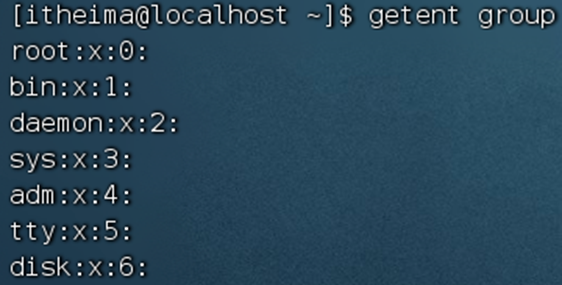 [itheima@localhost ~]$ getent group
root:x:0:
bin:x:1:
daemon:x:2:
sys:x:3:
adm:x:4:
tty:x:5:
disk:x:6: